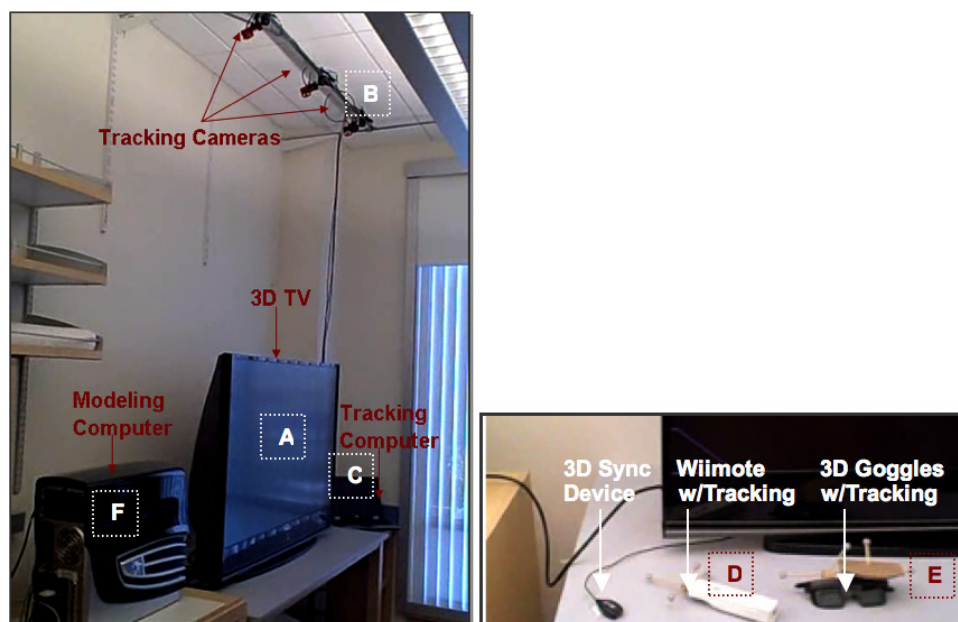 B
Tracking Cameras
3D TV
Modeling
Computer
A
Tracking
Computer
C
F
3D Sync
Device
Wiimote
w/Tracking
3D Goggles
w/Tracking
D
E